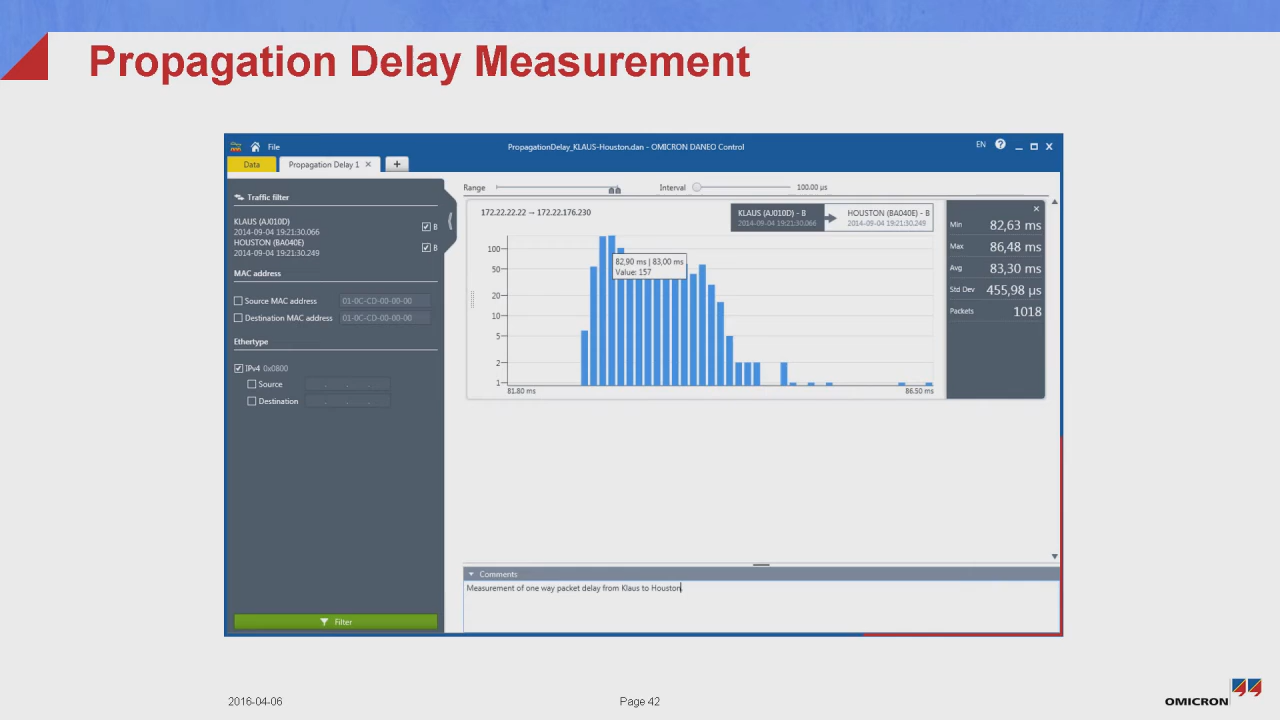 Propagation Delay Measurement
File
PropagationDelay_KLAUS-Houston.dan - OMICRON DANEO Control
EN
Data
Propagation Delay 1
Traffic filter
KLAUS (AJ010D)
2014-09-04 19:21:30.066
B
HOUSTON (BA040E)
2014-09-04 19:21:30.249
B
MAC address
Source MAC address 01-0C-CD-00-00-00
Destination MAC address 01-0C-CD-00-00-00
Ethertype
IPv4 0x0800
Source
Destination
Filter
Range
Interval
100.00 µs
172.22.22.22 → 172.22.176.230
KLAUS (AJ010D) - B
2014-09-04 19:21:30.066
HOUSTON (BA040E) - B
2014-09-04 19:21:30.249
100
50
20
10
5
2
1
82,90 ms | 83,00 ms
Value: 157
81.80 ms
86.50 ms
Min 82,63 ms
Max 86,48 ms
Avg 83,30 ms
Std Dev 455,98 µs
Packets 1018
Comments
Measurement of one way packet delay from Klaus to Houston
2016-04-06
Page 42
OMICRON